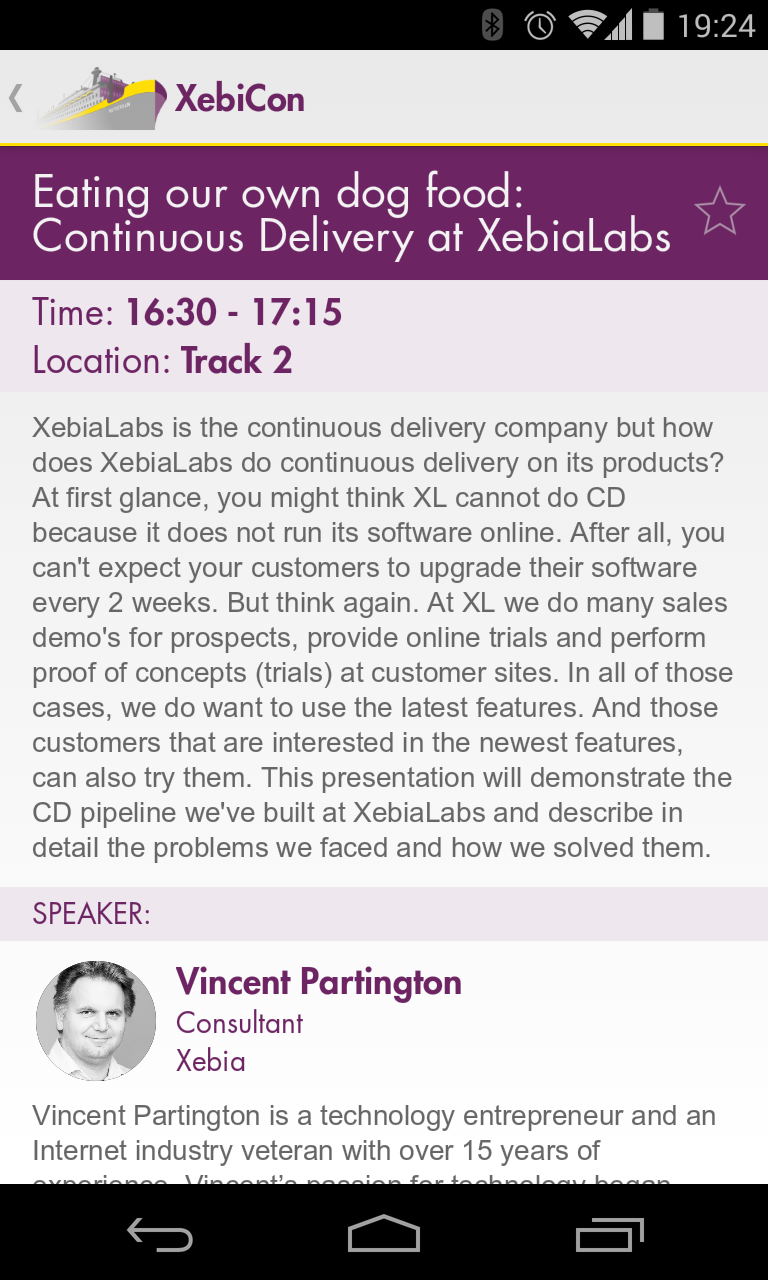 19:24
XebiCon
Eating our own dog food:
Continuous Delivery at XebiaLabs
Time: 16:30 - 17:15
Location: Track 2
XebiaLabs is the continuous delivery company but how
does XebiaLabs do continuous delivery on its products?
At first glance, you might think XL cannot do CD
because it does not run its software online. After all, you
can't expect your customers to upgrade their software
every 2 weeks. But think again. At XL we do many sales
demo's for prospects, provide online trials and perform
proof of concepts (trials) at customer sites. In all of those
cases, we do want to use the latest features. And those
customers that are interested in the newest features,
can also try them. This presentation will demonstrate the
CD pipeline we've built at XebiaLabs and describe in
detail the problems we faced and how we solved them.
SPEAKER:
Vincent Partington
Consultant
Xebia
Vincent Partington is a technology entrepreneur and an
Internet industry veteran with over 15 years of
experience. Vincent’s passion for technology began